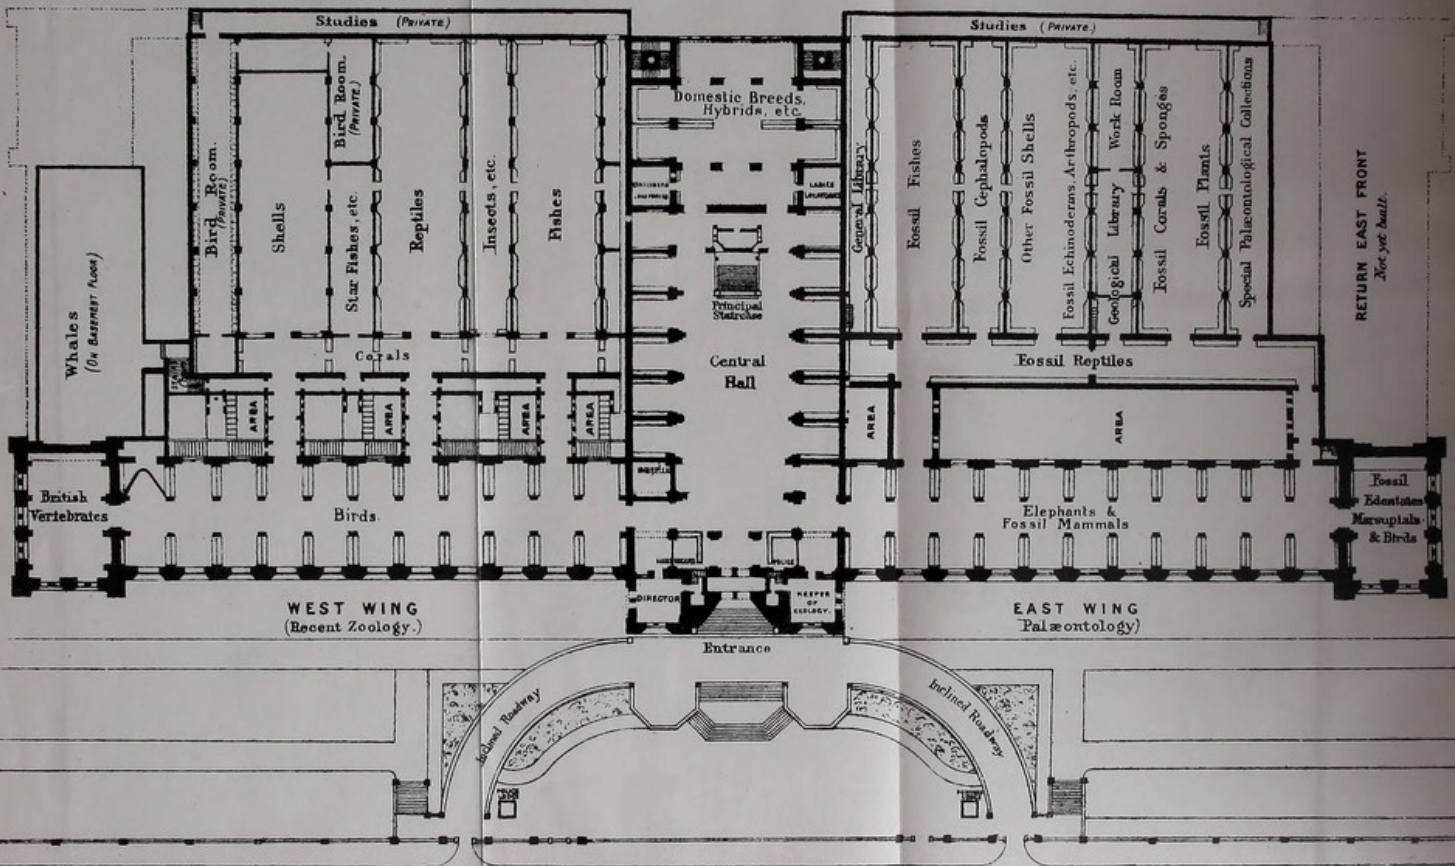 Studies (PRIVATE)
Studies (PRIVATE.)
Domestic Breeds,
Hybrids, etc.
Bird Room.
(PRIVATE)
Shells
Bird Room.
(PRIVATE)
Star Fishes, etc.
Reptiles
Insects, etc.
Fishes
LADIES
General Library
Fossil Fishes
Fossil Cephalopods
Other Fossil Shells
Fossil Echinoderms, Arthropods, etc.
Work Room
Geological Library
Fossil Corals & Sponges
Fossil Plants
Special Palæontological Collections
RETURN EAST FRONT
Not yet built.
Whales
(ON BASEMENT FLOOR)
Principal
Staircase
Corals
Central
Hall
Fossil Reptiles
AREA
AREA
AREA
AREA
AREA
AREA
British
Vertebrates
Birds.
Elephants &
Fossil Mammals
Fossil
Edentates
Marsupials
& Birds
POLICE
DIRECTOR
KEEPER
OF
GEOLOGY.
WEST WING
(Recent Zoology.)
EAST WING
Palæontology)
Entrance
Inclined Roadway
Inclined Roadway